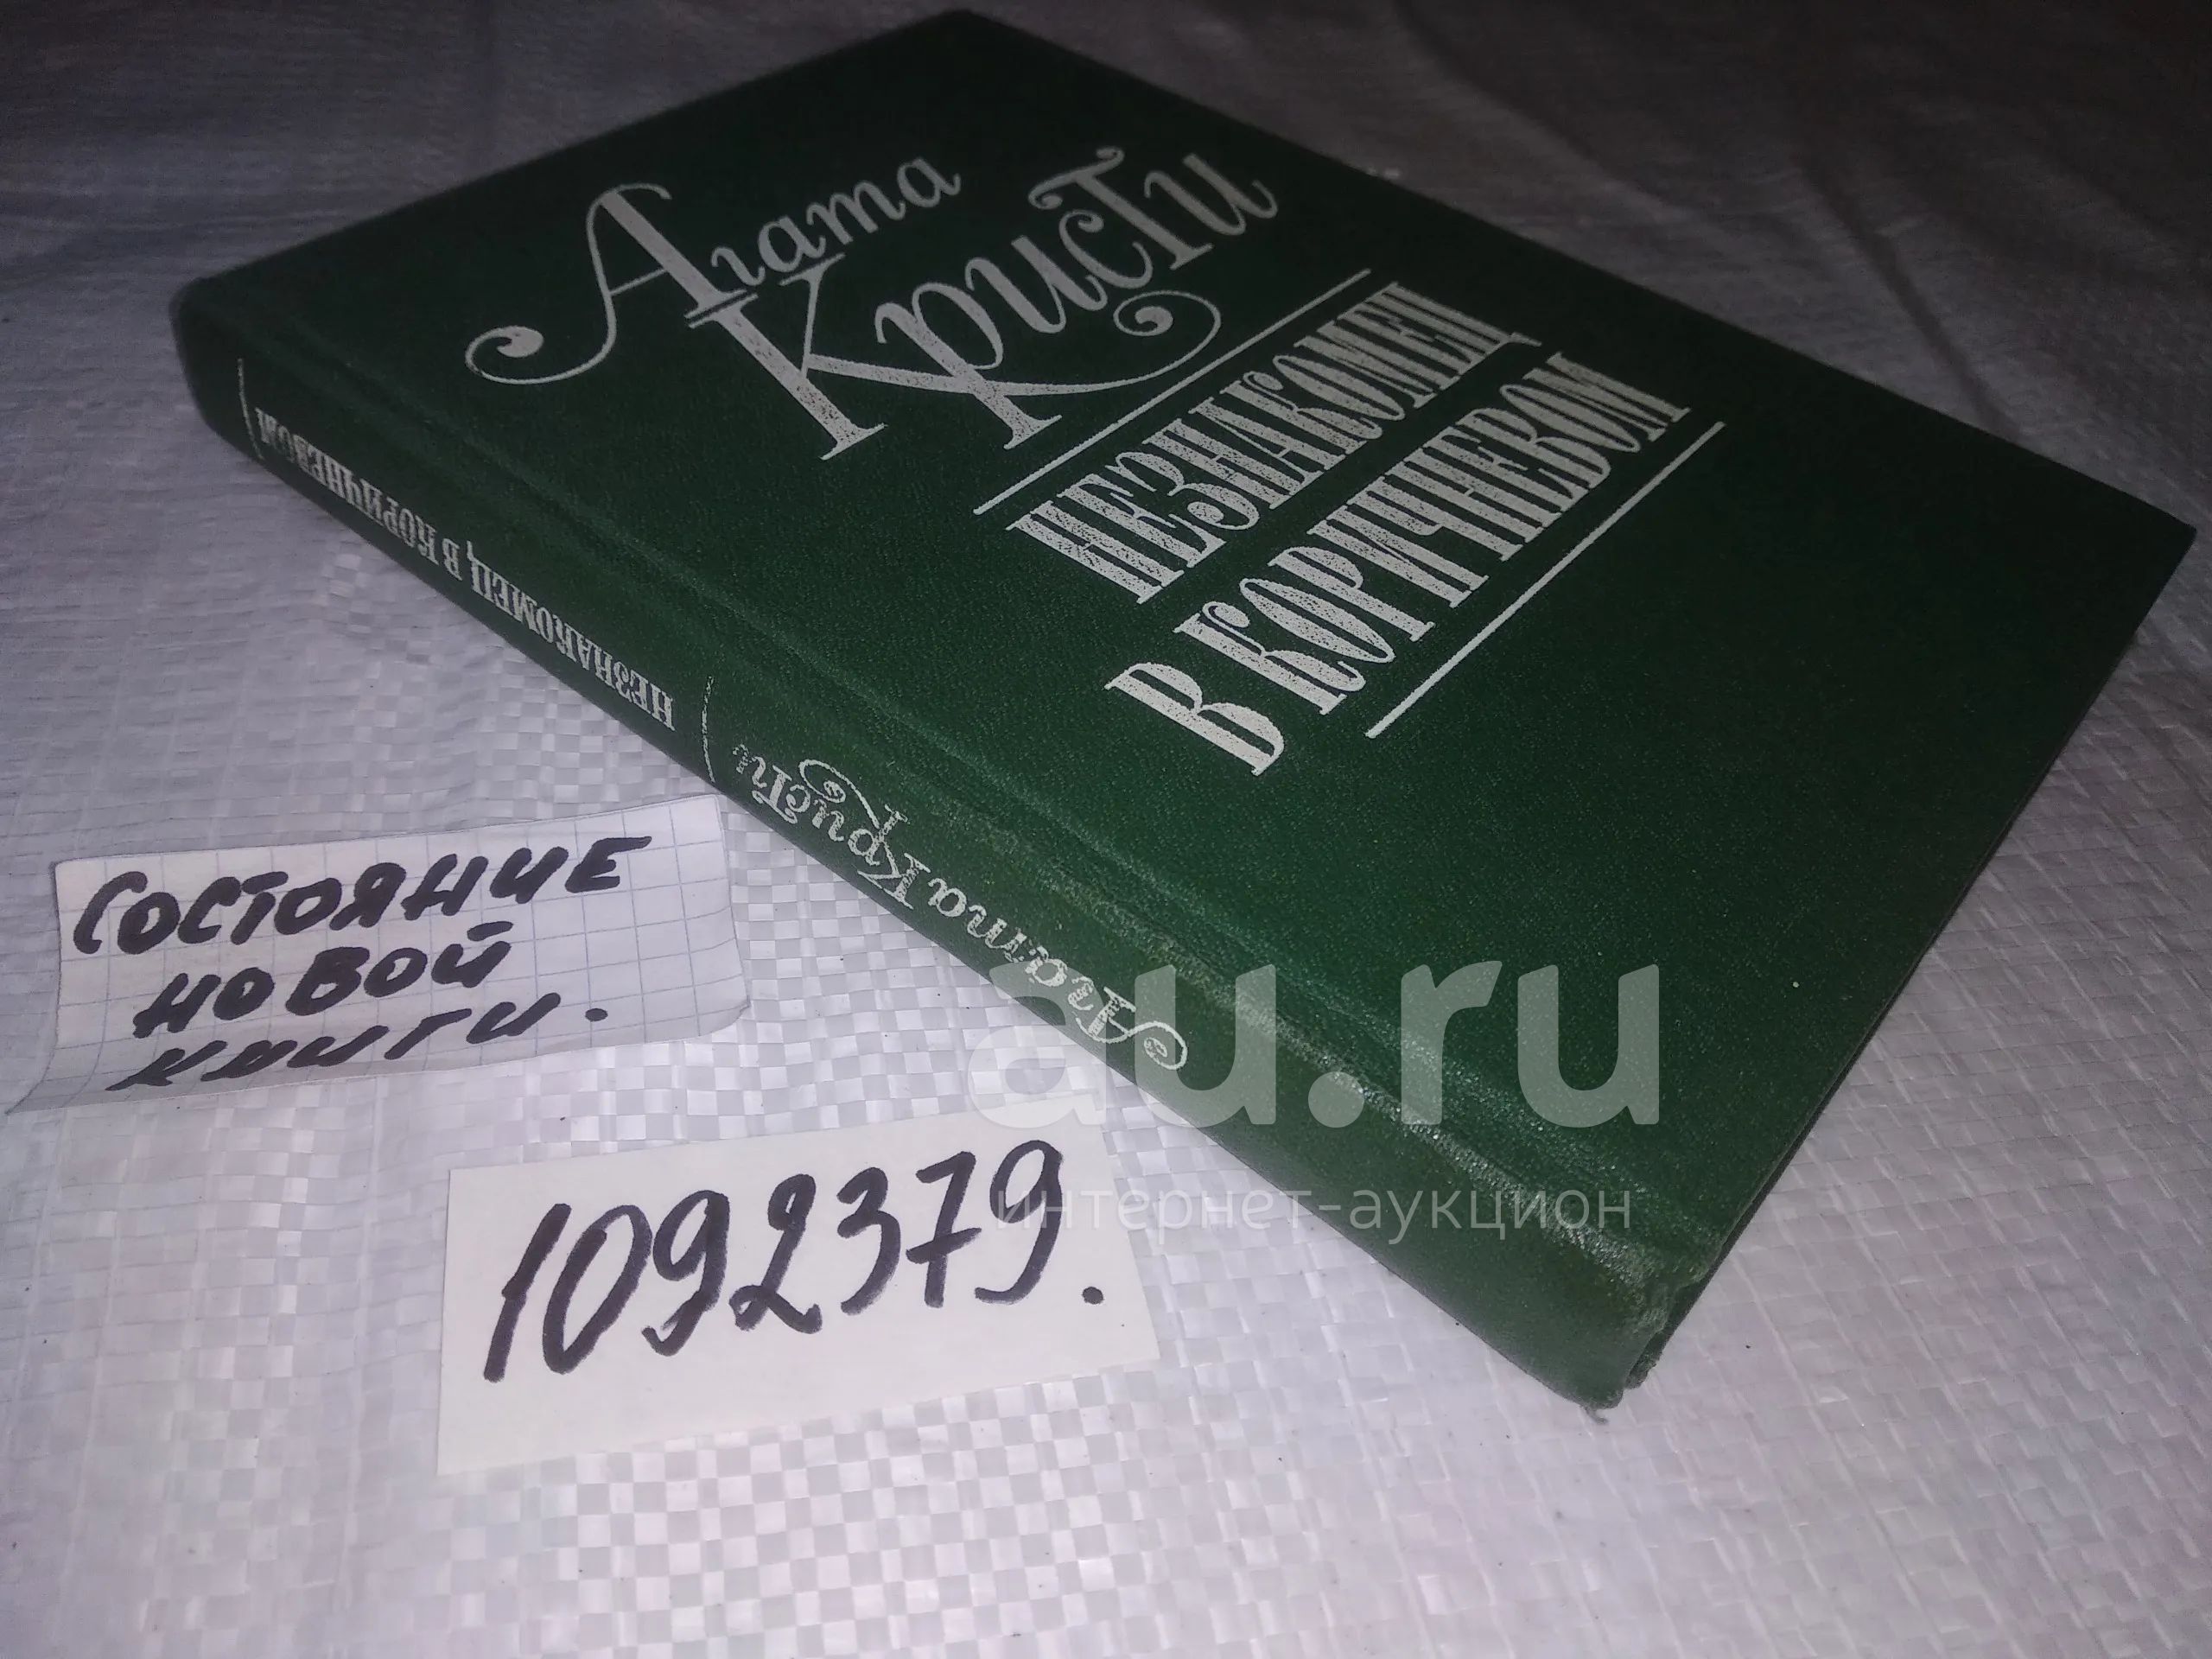 Агата
Кристи
НЕЗНАКОМЕЦ
В КОРИЧНЕВОМ
Агата Кристи
НЕЗНАКОМЕЦ В КОРИЧНЕВОМ
СОСТОЯНИЕ
НОВОЙ
КНИГИ.
1092379.
au.ru
интернет-аукцион